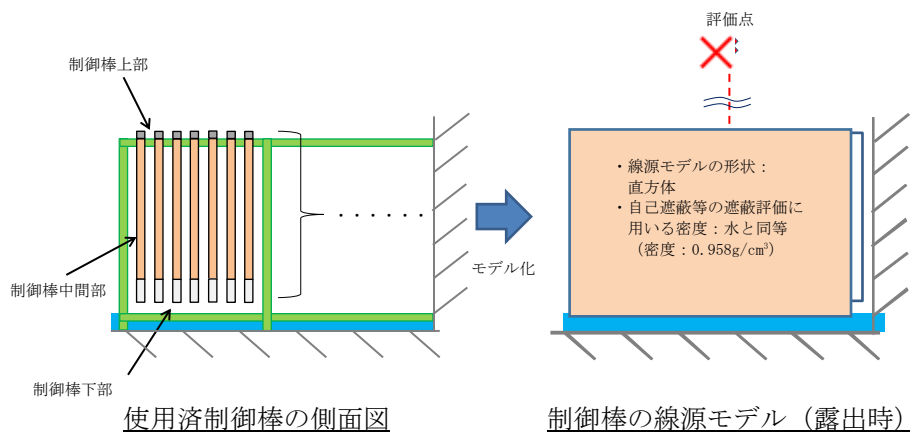 評価点
制御棒上部
制御棒中間部
制御棒下部
・・・・・・・
モデル化
・線源モデルの形状：
直方体
・自己遮蔽等の遮蔽評価に
用いる密度：水と同等
（密度：0.958g/cm³）
使用済制御棒の側面図
制御棒の線源モデル（露出時）